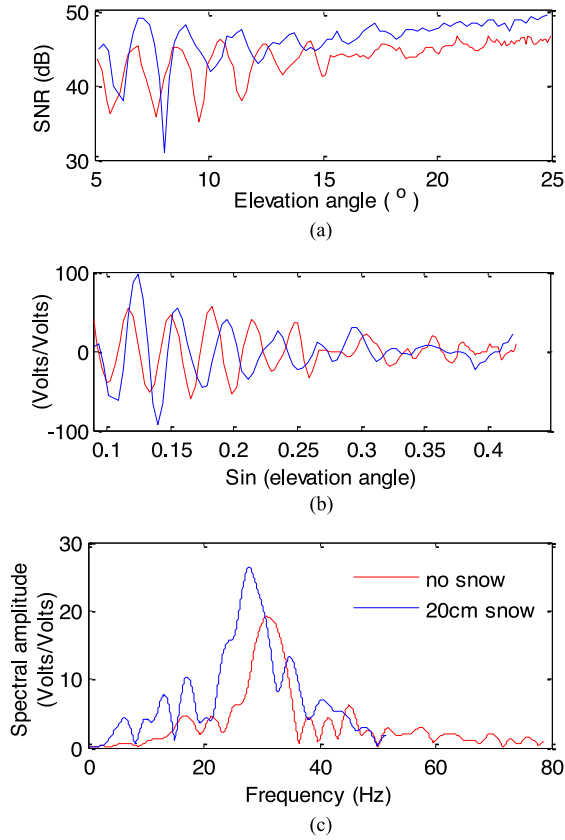 50
40
30
SNR (dB)
5
10
15
20
25
Elevation angle ( o )
(a)
100
0
-100
(Volts/Volts)
0.1
0.15
0.2
0.25
0.3
0.35
0.4
Sin (elevation angle)
(b)
30
20
10
0
Spectral amplitude
(Volts/Volts)
no snow
20cm snow
0
20
40
60
80
Frequency (Hz)
(c)